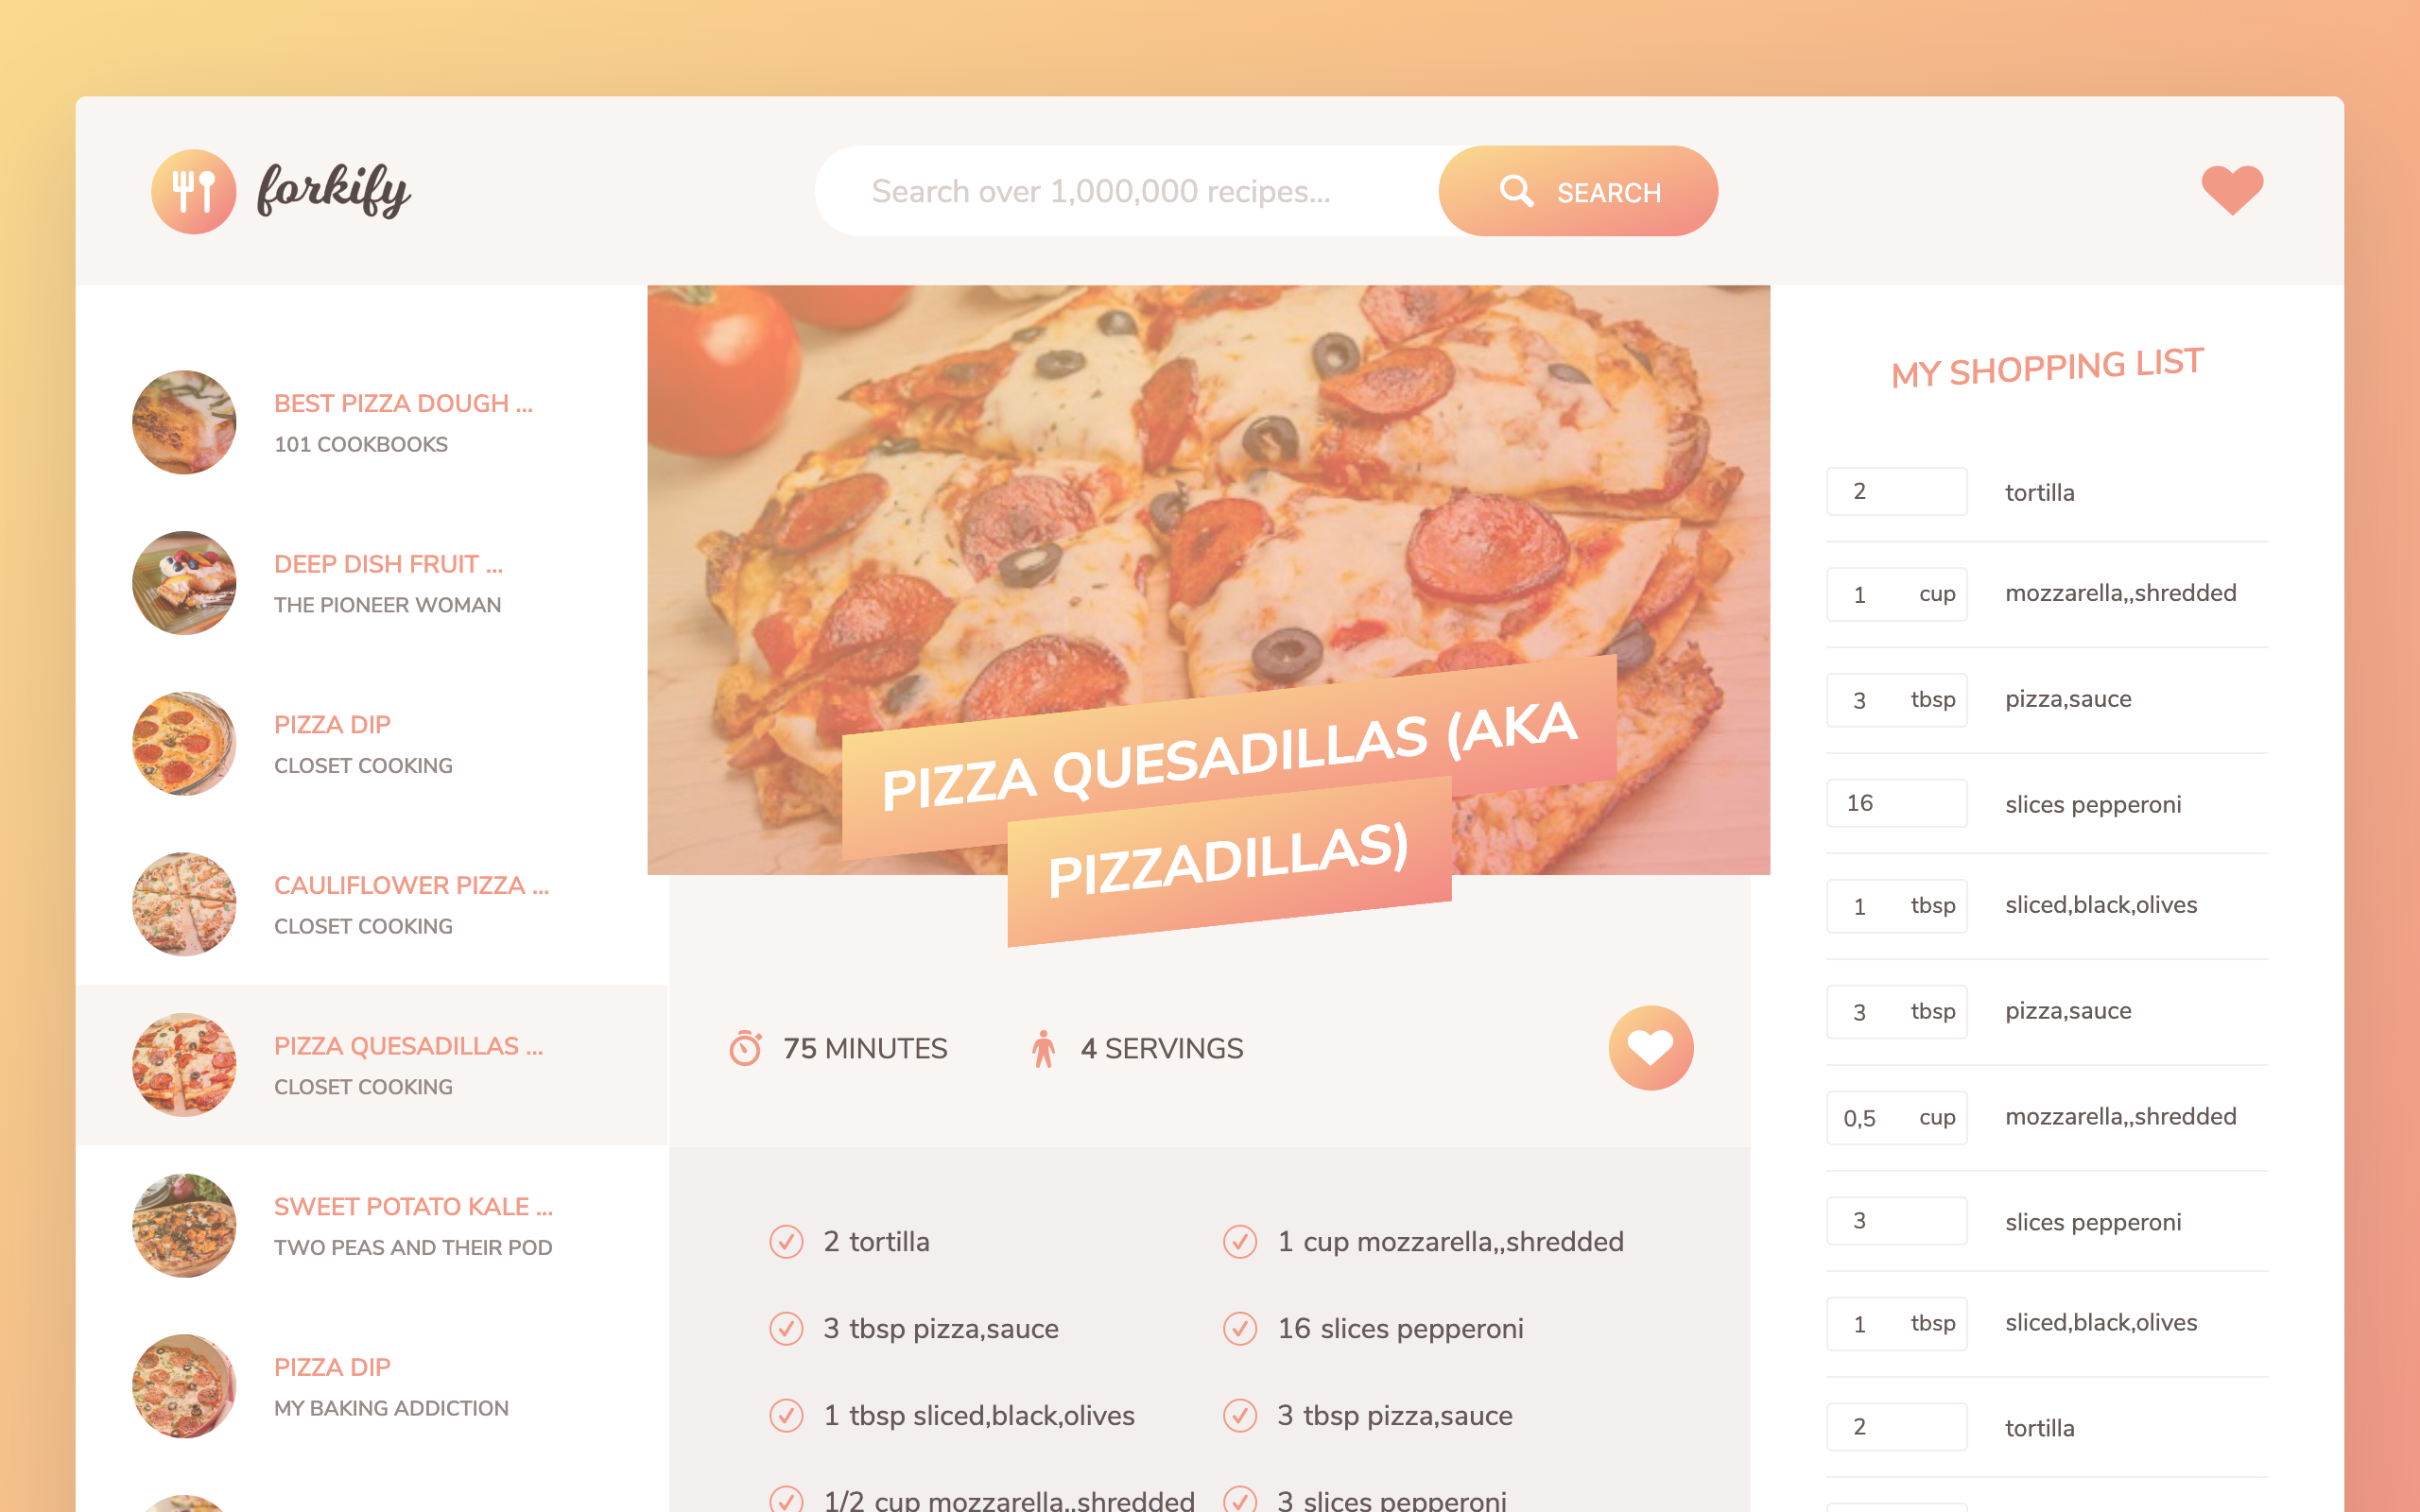 forkify
Search over 1,000,000 recipes...
SEARCH
BEST PIZZA DOUGH ...
101 COOKBOOKS
DEEP DISH FRUIT ...
THE PIONEER WOMAN
PIZZA DIP
CLOSET COOKING
CAULIFLOWER PIZZA ...
CLOSET COOKING
PIZZA QUESADILLAS ...
CLOSET COOKING
SWEET POTATO KALE ...
TWO PEAS AND THEIR POD
PIZZA DIP
MY BAKING ADDICTION
PIZZA QUESADILLAS (AKA
PIZZADILLAS)
75 MINUTES
4 SERVINGS
2 tortilla
1 cup mozzarella,,shredded
3 tbsp pizza,sauce
16 slices pepperoni
1 tbsp sliced,black,olives
3 tbsp pizza,sauce
1/2 cup mozzarella,,shredded
3 slices pepperoni
MY SHOPPING LIST
2 tortilla
1 cup mozzarella,,shredded
3 tbsp pizza,sauce
16 slices pepperoni
1 tbsp sliced,black,olives
3 tbsp pizza,sauce
0,5 cup mozzarella,,shredded
3 slices pepperoni
1 tbsp sliced,black,olives
2 tortilla